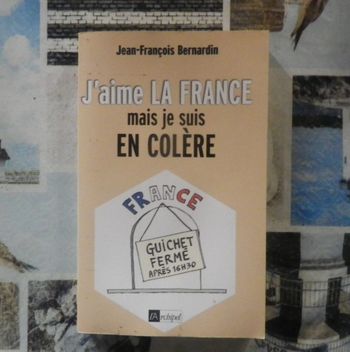 Jean-François Bernardin
J'aime LA FRANCE
mais je suis
EN COLÈRE
FRANCE
GUICHET
FERMÉ
APRÈS 16H30
l'Archipel